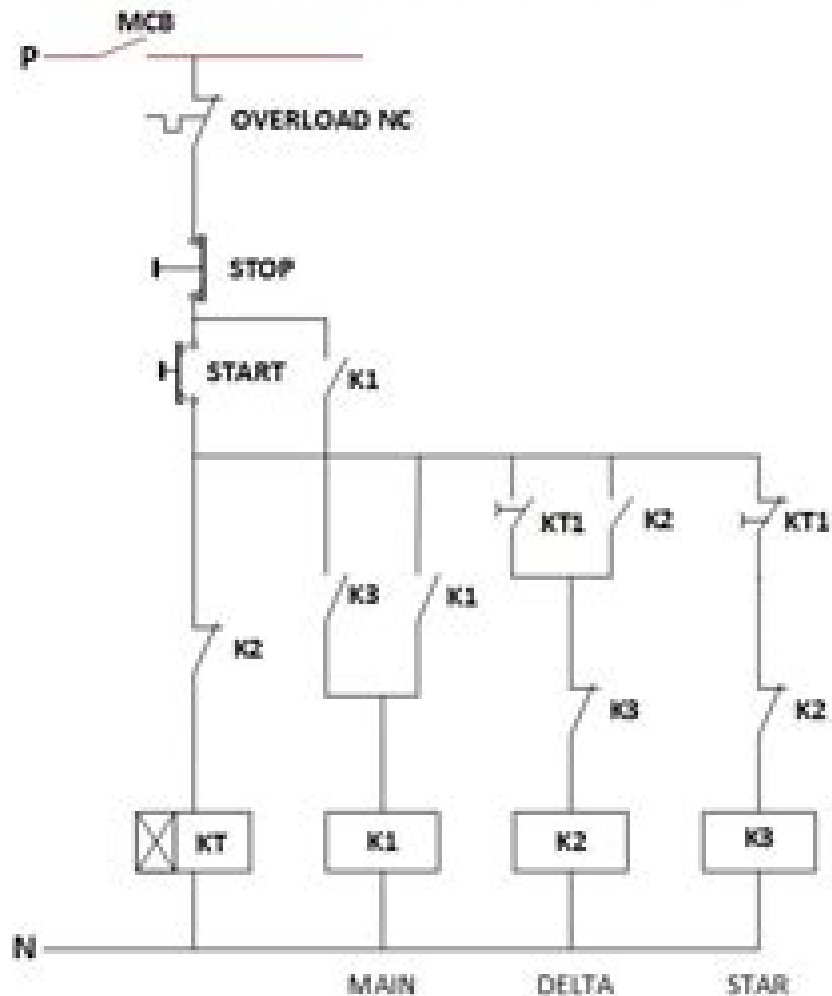 MCB
P
OVERLOAD NC
STOP
START
K1
KT1
K2
KT1
K3
K1
K2
K3
K2
KT
K1
K2
K3
N
MAIN
DELTA
STAR